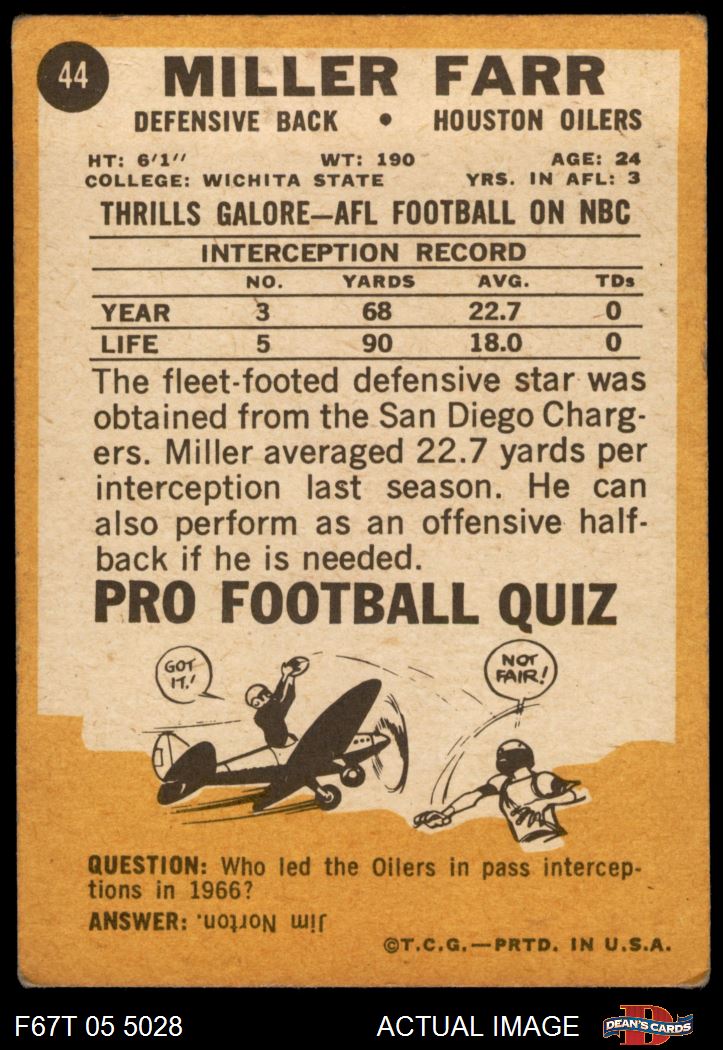 44
MILLER FARR
DEFENSIVE BACK • HOUSTON OILERS
HT: 6'1" WT: 190 AGE: 24
COLLEGE: WICHITA STATE YRS. IN AFL: 3
THRILLS GALORE—AFL FOOTBALL ON NBC
INTERCEPTION RECORD
NO. YARDS AVG. TDs
YEAR 3 68 22.7 0
LIFE 5 90 18.0 0
The fleet-footed defensive star was
obtained from the San Diego Charg-
ers. Miller averaged 22.7 yards per
interception last season. He can
also perform as an offensive half-
back if he is needed.
PRO FOOTBALL QUIZ
GOT
IT!
NOT
FAIR!
QUESTION: Who led the Oilers in pass intercep-
tions in 1966?
ANSWER: Jim Norton.
©T.C.G.—PRTD. IN U.S.A.
F67T 05 5028 ACTUAL IMAGE
D
DEAN'S CARDS